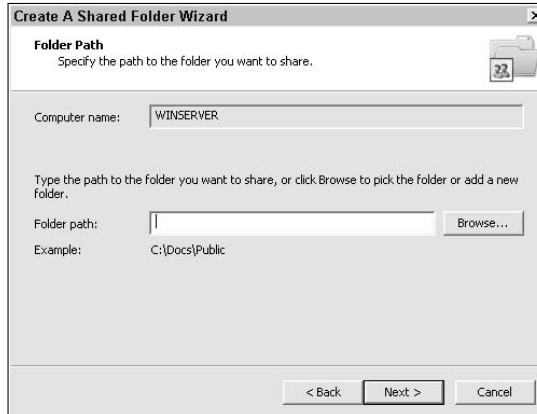 Create A Shared Folder Wizard
Folder Path
Specify the path to the folder you want to share.
Computer name: WINSERVER
Type the path to the folder you want to share, or click Browse to pick the folder or add a new
folder.
Folder path: Browse...
Example: C:\Docs\Public
< Back Next > Cancel